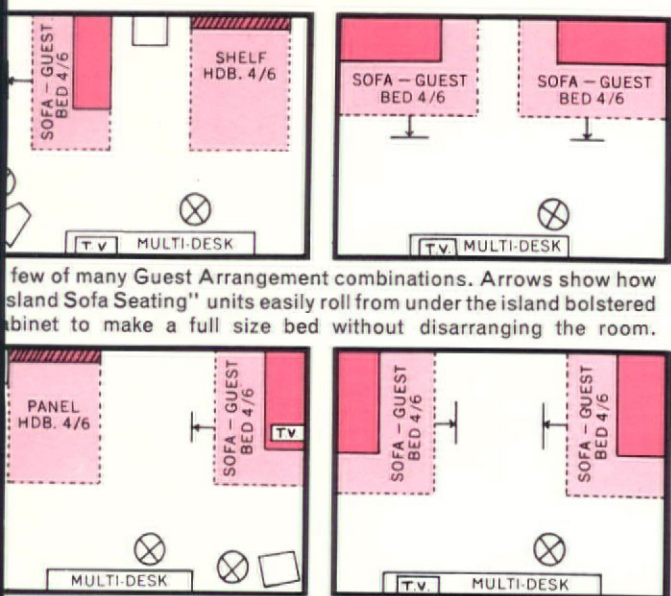 SOFA – GUEST
BED 4/6
SHELF
HDB. 4/6
T V MULTI-DESK
SOFA – GUEST
BED 4/6
SOFA – GUEST
BED 4/6
T.V. MULTI-DESK
few of many Guest Arrangement combinations. Arrows show how
sland Sofa Seating" units easily roll from under the island bolstered
abinet to make a full size bed without disarranging the room.
PANEL
HDB. 4/6
SOFA – GUEST
BED 4/6
TV
MULTI-DESK
SOFA – GUEST
BED 4/6
SOFA – GUEST
BED 4/6
T.V. MULTI-DESK